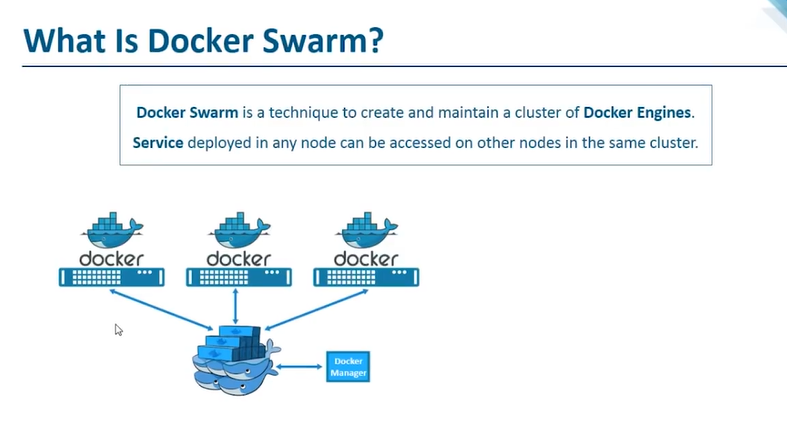 What Is Docker Swarm?
Docker Swarm is a technique to create and maintain a cluster of Docker Engines.
Service deployed in any node can be accessed on other nodes in the same cluster.
docker
docker
docker
Docker
Manager